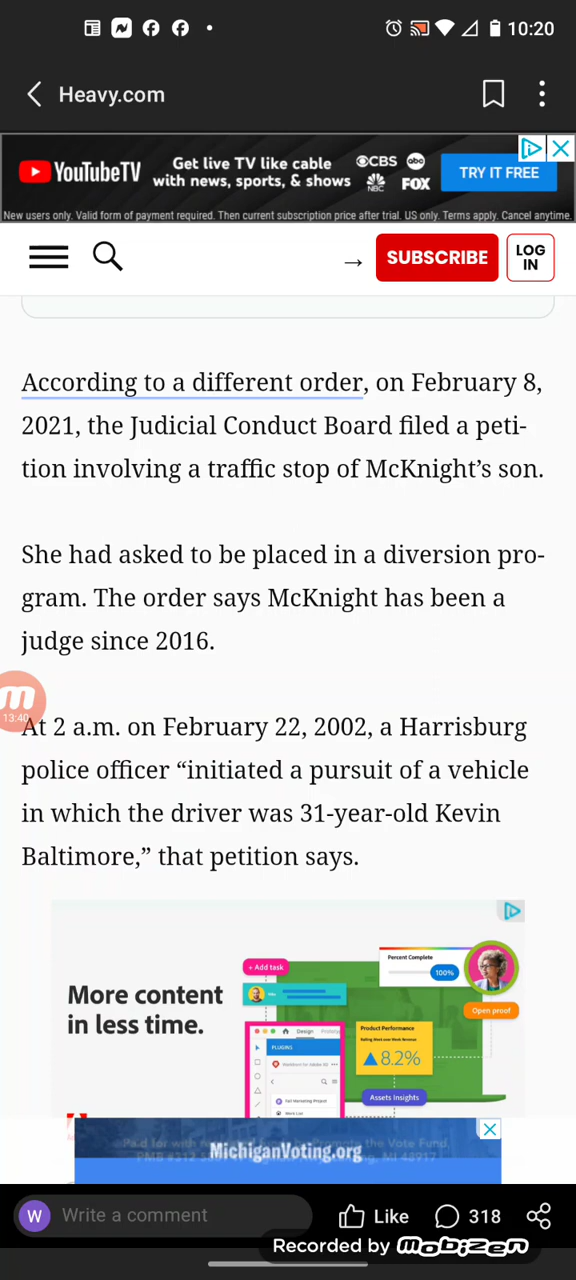 10:20
Heavy.com
YouTubeTV
Get live TV like cable
with news, sports, & shows
CBS abc
NBC FOX
TRY IT FREE
New users only. Valid form of payment required. Then current subscription price after trial. US only. Terms apply. Cancel anytime.
→ SUBSCRIBE
LOG
IN
According to a different order, on February 8,
2021, the Judicial Conduct Board filed a peti-
tion involving a traffic stop of McKnight’s son.
She had asked to be placed in a diversion pro-
gram. The order says McKnight has been a
judge since 2016.
13:40
At 2 a.m. on February 22, 2002, a Harrisburg
police officer “initiated a pursuit of a vehicle
in which the driver was 31-year-old Kevin
Baltimore,” that petition says.
More content
in less time.
+ Add task
Percent Complete
100%
Open proof
Design
PLUGINS
Product Performance
8.2%
Assets Insights
MichiganVoting.org
W Write a comment
Like
318
Recorded by mobizen